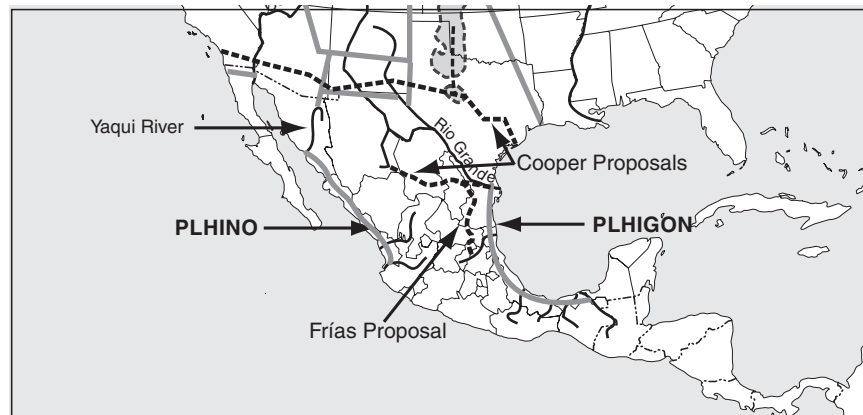 Yaqui River
Rio Grande
Cooper Proposals
PLHINO
PLHIGON
Frías Proposal